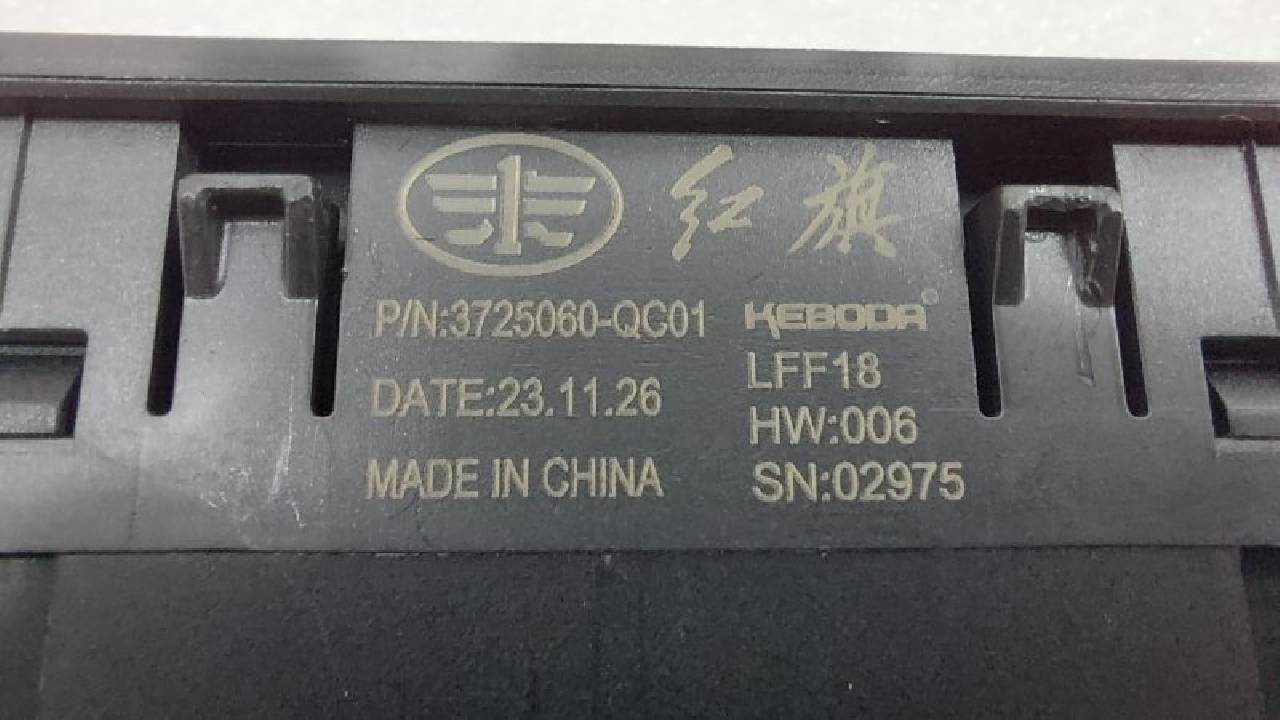 红旗
P/N:3725060-QC01
KEBODA®
DATE:23.11.26
LFF18
HW:006
MADE IN CHINA
SN:02975